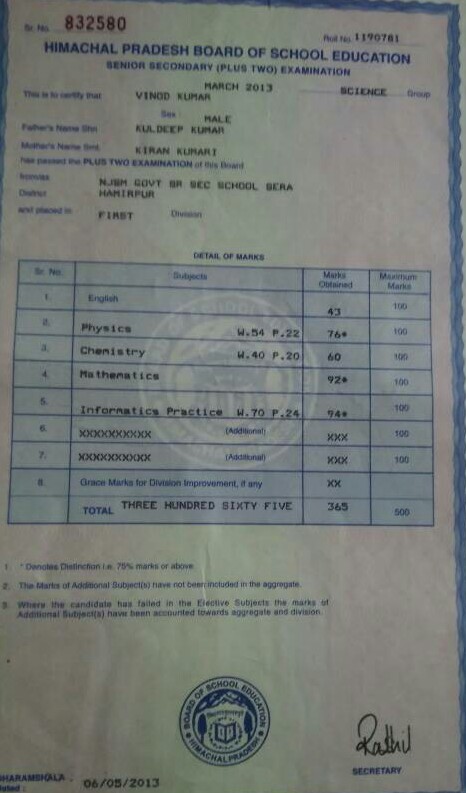 Sr. No. 832580
Roll No. 1190781
HIMACHAL PRADESH BOARD OF SCHOOL EDUCATION
SENIOR SECONDARY (PLUS TWO) EXAMINATION
MARCH 2013
This is to certify that VINOD KUMAR SCIENCE Group
Sex MALE
Father's Name Shri KULDEEP KUMAR
Mother's Name Smt. KIRAN KUMARI
has passed the PLUS TWO EXAMINATION of this Board
from/as NJSM GOVT SR SEC SCHOOL SERA
District HAMIRPUR
and placed in FIRST Division
DETAIL OF MARKS
Sr. No. Subjects Marks Obtained Maximum Marks
1. English 43 100
2. Physics W.54 P.22 76* 100
3. Chemistry W.40 P.20 60 100
4. Mathematics 92* 100
5. Informatics Practice W.70 P.24 94* 100
6. XXXXXXXXXX (Additional) XXX 100
7. XXXXXXXXXX (Additional) XXX 100
8. Grace Marks for Division Improvement, if any XX
TOTAL THREE HUNDRED SIXTY FIVE 365 500
1. * Denotes Distinction i.e. 75% marks or above.
2. The Marks of Additional Subject(s) have not been included in the aggregate.
3. Where the candidate has failed in the Elective Subjects the marks of
Additional Subject(s) have been accounted towards aggregate and division.
BOARD OF SCHOOL EDUCATION
HIMACHAL PRADESH
SECRETARY
DHARAMSHALA
Dated : 06/05/2013